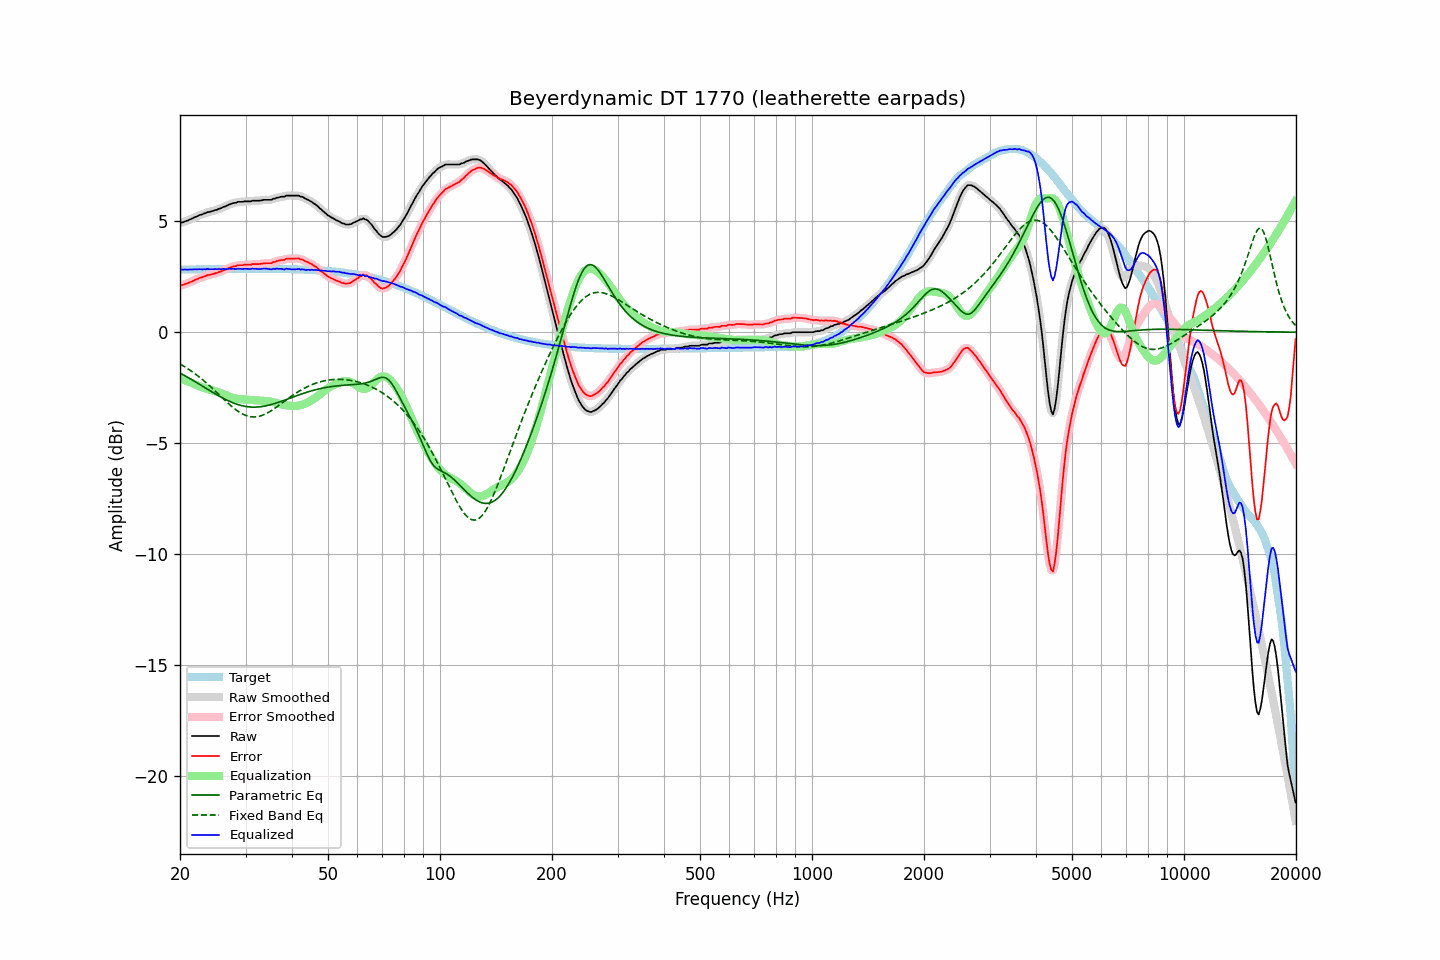 Beyerdynamic DT 1770 (leatherette earpads)
Amplitude (dBr)
5
0
−5
−10
−15
−20
Target
Raw Smoothed
Error Smoothed
Raw
Error
Equalization
Parametric Eq
Fixed Band Eq
Equalized
20 50 100 200 500 1000 2000 5000 10000 20000
Frequency (Hz)